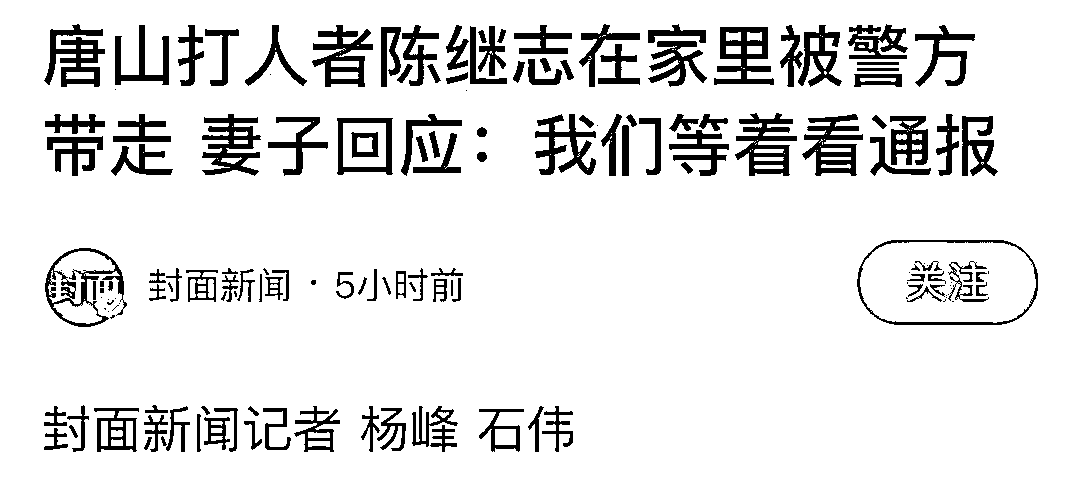 唐山打人者陈继志在家里被警方
带走 妻子回应：我们等着看通报
封面
封面新闻 · 5小时前
关注
封面新闻记者 杨峰 石伟